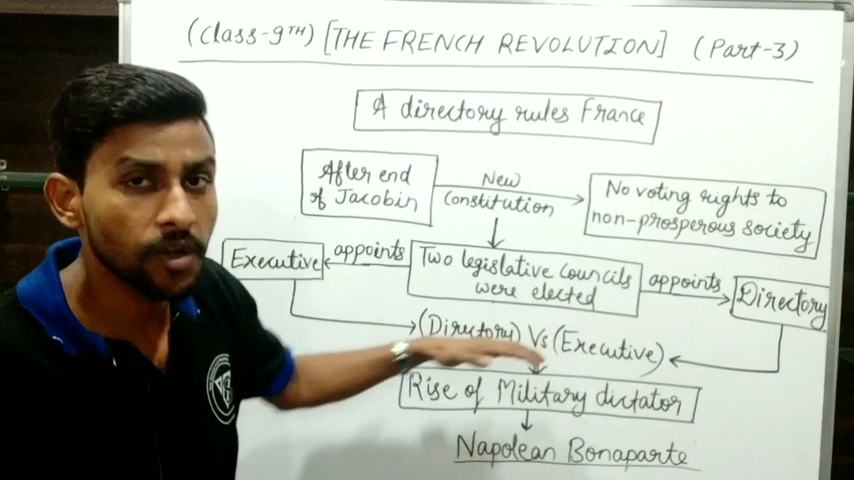 (Class-9TH) [THE FRENCH REVOLUTION] (Part-3)
A directory rules France
After end
of Jacobin
New
Constitution
No voting rights to
non-prosperous society
Executive
appoints
Two legislative Councils
were elected
appoints
Directory
(Directory) Vs (Executive)
Rise of Military dictator
Napolean Bonaparte